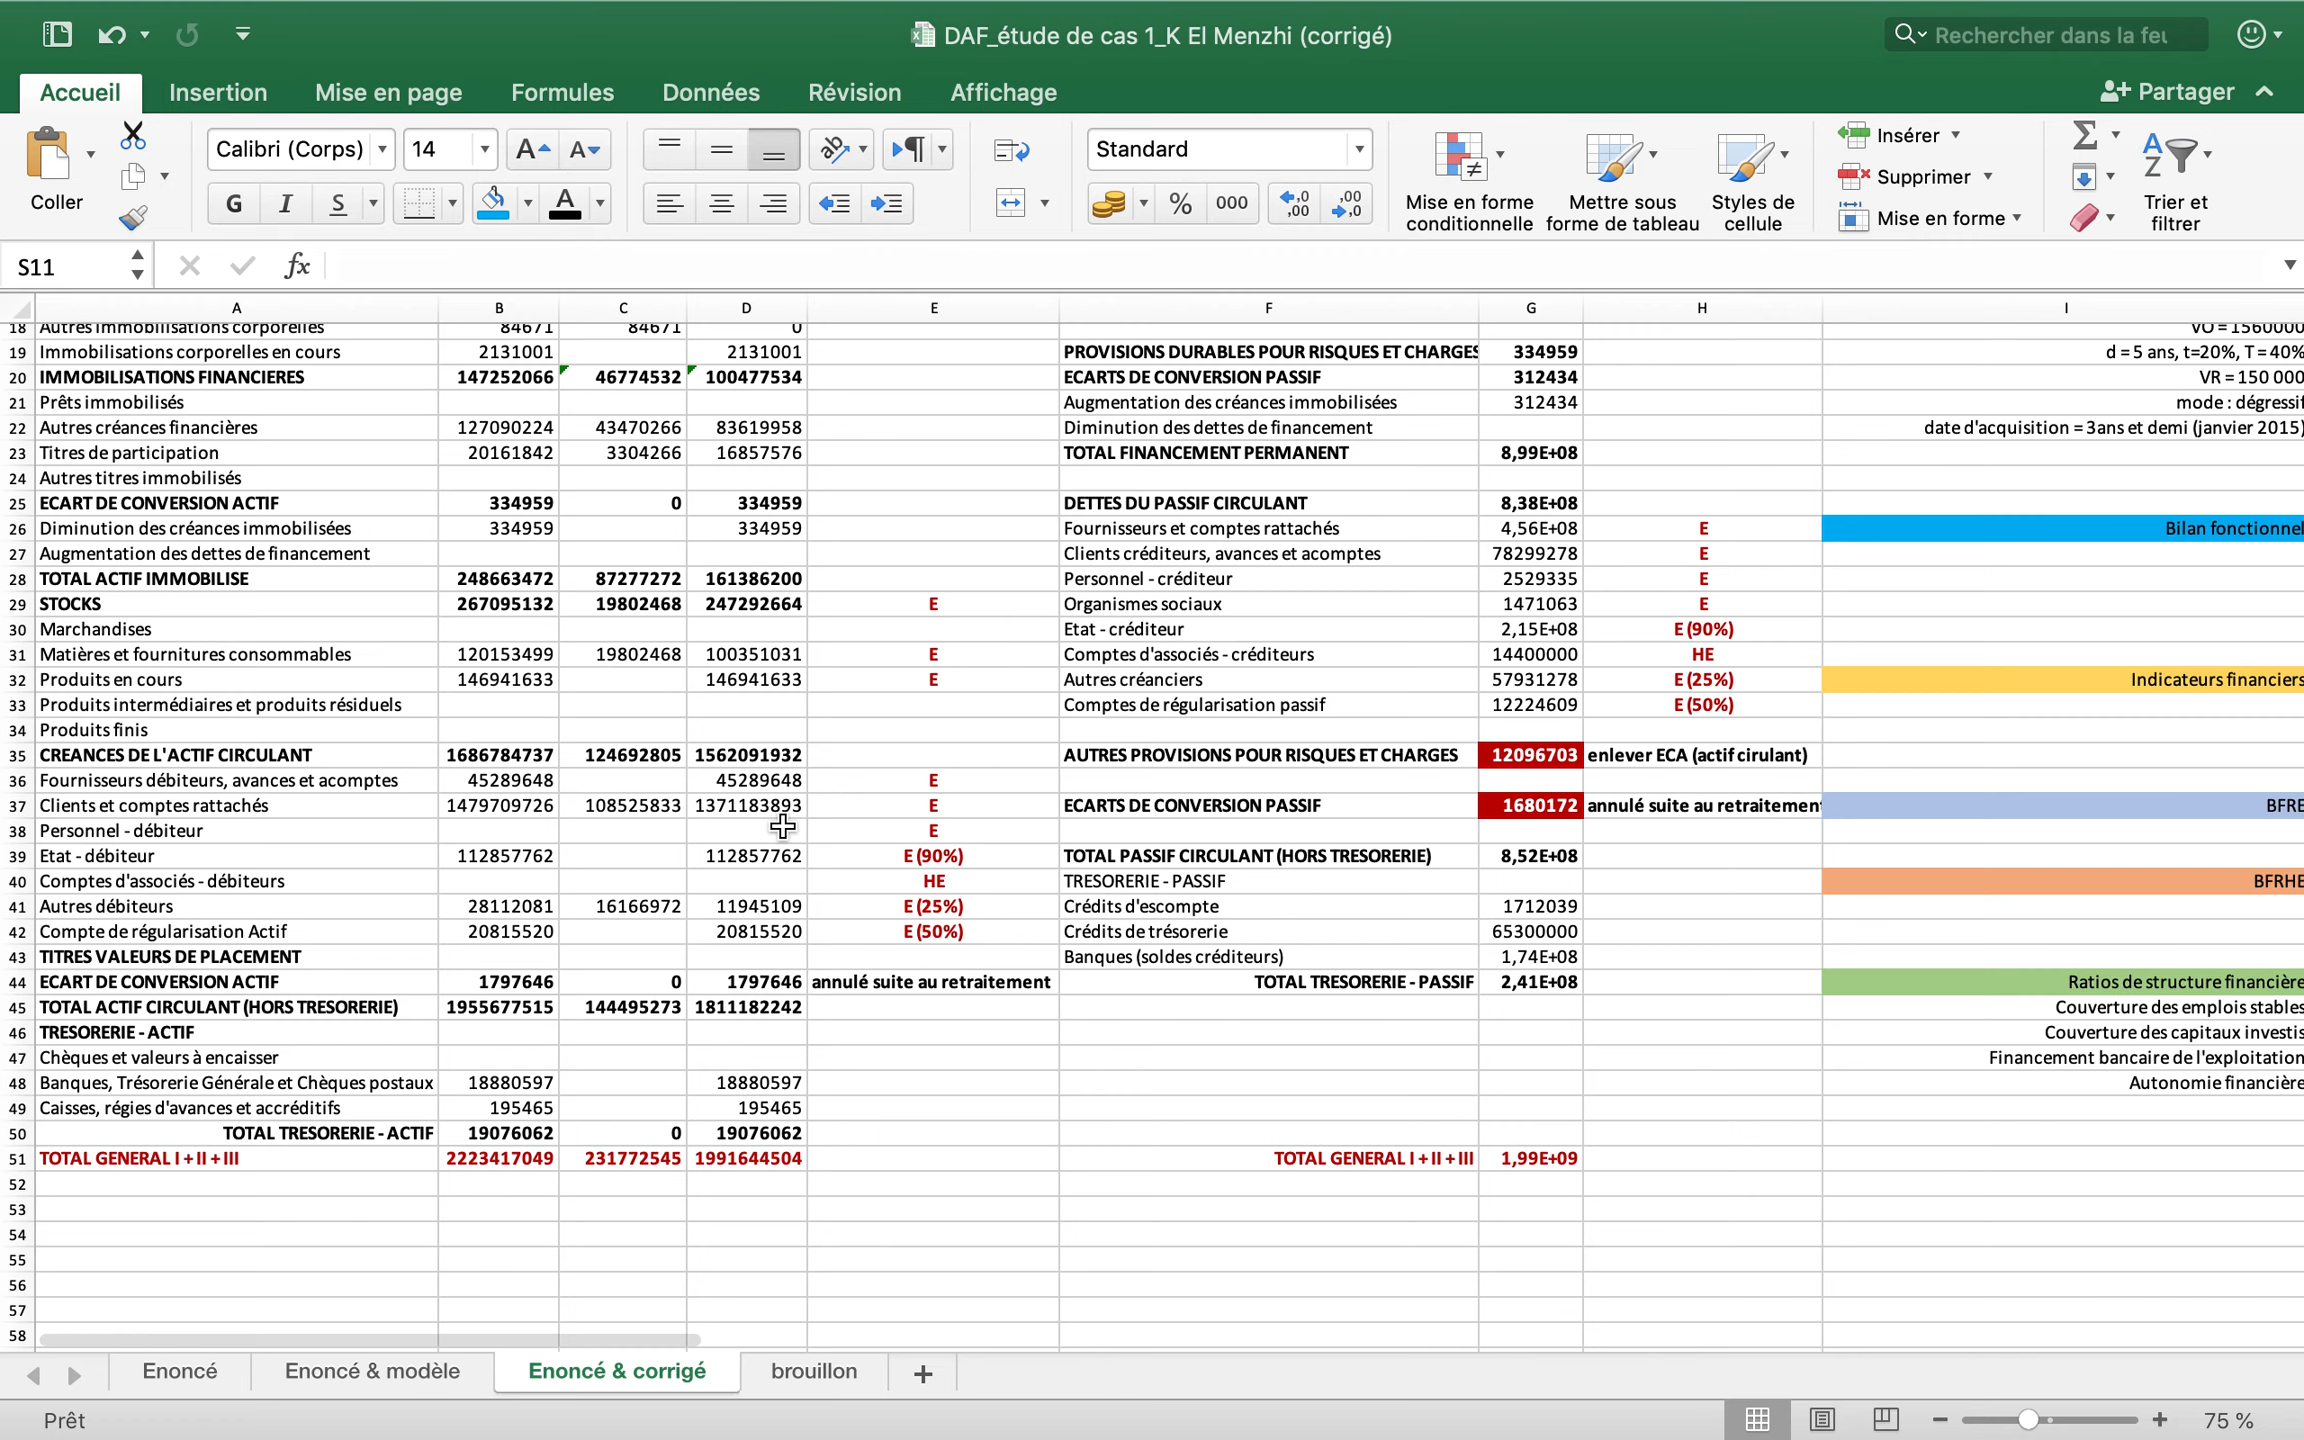 DAF_étude de cas 1_K El Menzhi (corrigé)
Rechercher dans la feu
Accueil Insertion Mise en page Formules Données Révision Affichage Partager
Coller
Calibri (Corps) 14
G I S A
Standard
% 000
Mise en forme conditionnelle
Mettre sous forme de tableau
Styles de cellule
Insérer
Supprimer
Mise en forme
Trier et filtrer
S11 fx
A B C D E F G H I
18 Autres immobilisations corporelles 84671 84671 0 VO = 1560000
19 Immobilisations corporelles en cours 2131001 2131001 PROVISIONS DURABLES POUR RISQUES ET CHARGES 334959 d = 5 ans, t=20%, T = 40%
20 IMMOBILISATIONS FINANCIERES 147252066 46774532 100477534 ECARTS DE CONVERSION PASSIF 312434 VR = 150 000
21 Prêts immobilisés Augmentation des créances immobilisées 312434 mode : dégressif
22 Autres créances financières 127090224 43470266 83619958 Diminution des dettes de financement date d'acquisition = 3ans et demi (janvier 2015)
23 Titres de participation 20161842 3304266 16857576 TOTAL FINANCEMENT PERMANENT 8,99E+08
24 Autres titres immobilisés
25 ECART DE CONVERSION ACTIF 334959 0 334959 DETTES DU PASSIF CIRCULANT 8,38E+08
26 Diminution des créances immobilisées 334959 334959 Fournisseurs et comptes rattachés 4,56E+08 E Bilan fonctionnel
27 Augmentation des dettes de financement Clients créditeurs, avances et acomptes 78299278 E
28 TOTAL ACTIF IMMOBILISE 248663472 87277272 161386200 Personnel - créditeur 2529335 E
29 STOCKS 267095132 19802468 247292664 E Organismes sociaux 1471063 E
30 Marchandises Etat - créditeur 2,15E+08 E (90%)
31 Matières et fournitures consommables 120153499 19802468 100351031 E Comptes d'associés - créditeurs 14400000 HE
32 Produits en cours 146941633 146941633 E Autres créanciers 57931278 E (25%) Indicateurs financiers
33 Produits intermédiaires et produits résiduels Comptes de régularisation passif 12224609 E (50%)
34 Produits finis
35 CREANCES DE L'ACTIF CIRCULANT 1686784737 124692805 1562091932 AUTRES PROVISIONS POUR RISQUES ET CHARGES 12096703 enlever ECA (actif cirulant)
36 Fournisseurs débiteurs, avances et acomptes 45289648 45289648 E
37 Clients et comptes rattachés 1479709726 108525833 1371183893 E ECARTS DE CONVERSION PASSIF 1680172 annulé suite au retraitement BFRE
38 Personnel - débiteur E
39 Etat - débiteur 112857762 112857762 E (90%) TOTAL PASSIF CIRCULANT (HORS TRESORERIE) 8,52E+08
40 Comptes d'associés - débiteurs HE TRESORERIE - PASSIF BFRHE
41 Autres débiteurs 28112081 16166972 11945109 E (25%) Crédits d'escompte 1712039
42 Compte de régularisation Actif 20815520 20815520 E (50%) Crédits de trésorerie 65300000
43 TITRES VALEURS DE PLACEMENT Banques (soldes créditeurs) 1,74E+08
44 ECART DE CONVERSION ACTIF 1797646 0 1797646 annulé suite au retraitement TOTAL TRESORERIE - PASSIF 2,41E+08 Ratios de structure financière
45 TOTAL ACTIF CIRCULANT (HORS TRESORERIE) 1955677515 144495273 1811182242 Couverture des emplois stables
46 TRESORERIE - ACTIF Couverture des capitaux investis
47 Chèques et valeurs à encaisser Financement bancaire de l'exploitation
48 Banques, Trésorerie Générale et Chèques postaux 18880597 18880597 Autonomie financière
49 Caisses, régies d'avances et accréditifs 195465 195465
50 TOTAL TRESORERIE - ACTIF 19076062 0 19076062
51 TOTAL GENERAL I + II + III 2223417049 231772545 1991644504 TOTAL GENERAL I + II + III 1,99E+09
52
53
54
55
56
57
58
Enoncé Enoncé & modèle Enoncé & corrigé brouillon +
Prêt 75 %